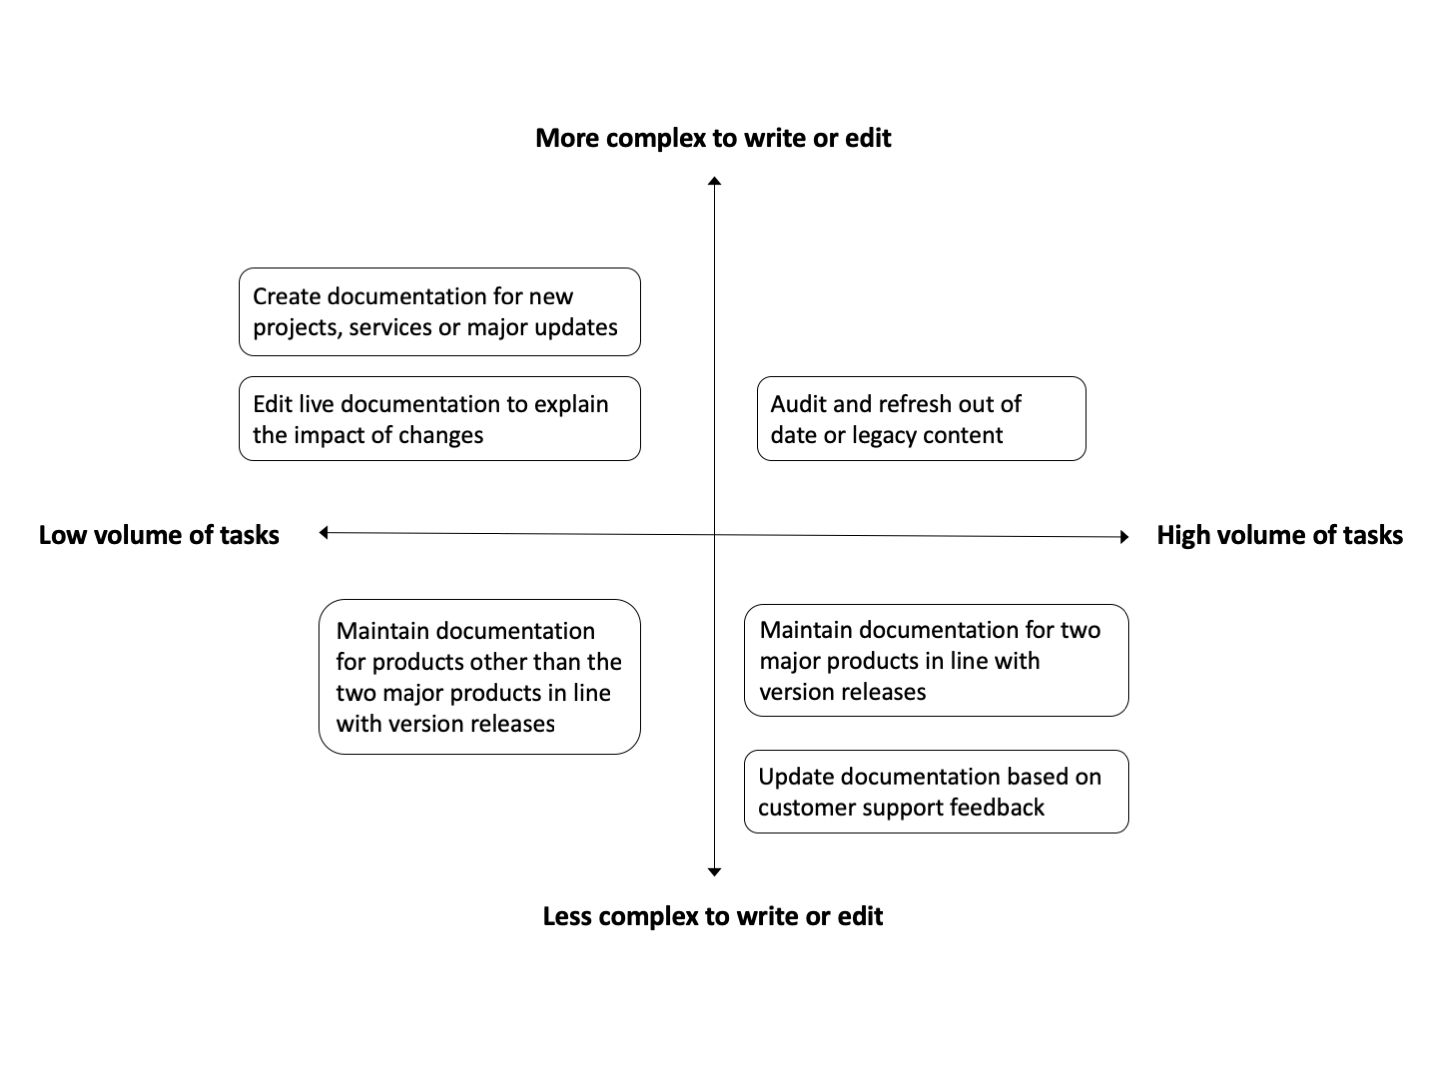 More complex to write or edit
Create documentation for new
projects, services or major updates
Edit live documentation to explain
the impact of changes
Audit and refresh out of
date or legacy content
Low volume of tasks
High volume of tasks
Maintain documentation
for products other than the
two major products in line
with version releases
Maintain documentation for two
major products in line with
version releases
Update documentation based on
customer support feedback
Less complex to write or edit